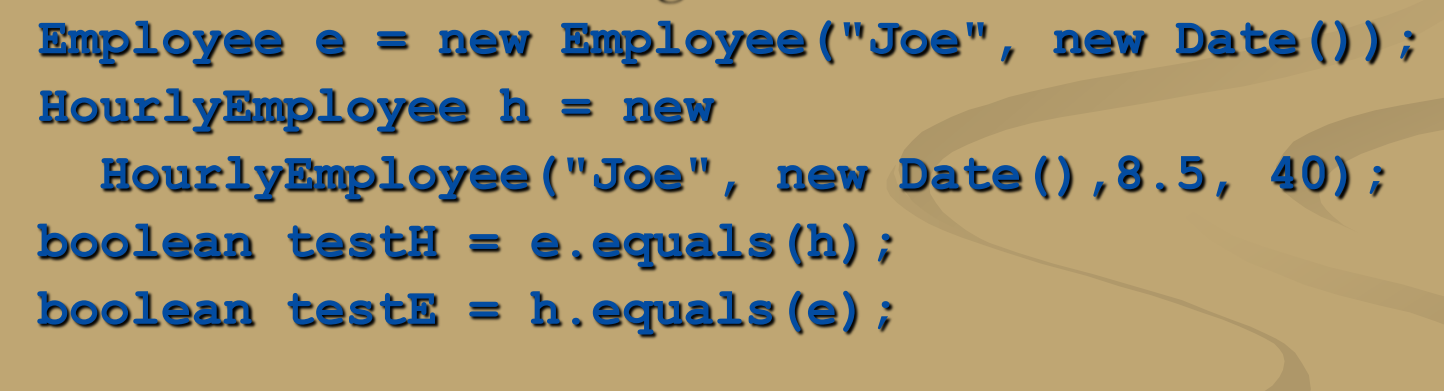 Employee e = new Employee("Joe", new Date());
HourlyEmployee h = new
HourlyEmployee("Joe", new Date(),8.5, 40);
boolean testH = e.equals(h);
boolean testE = h.equals(e);